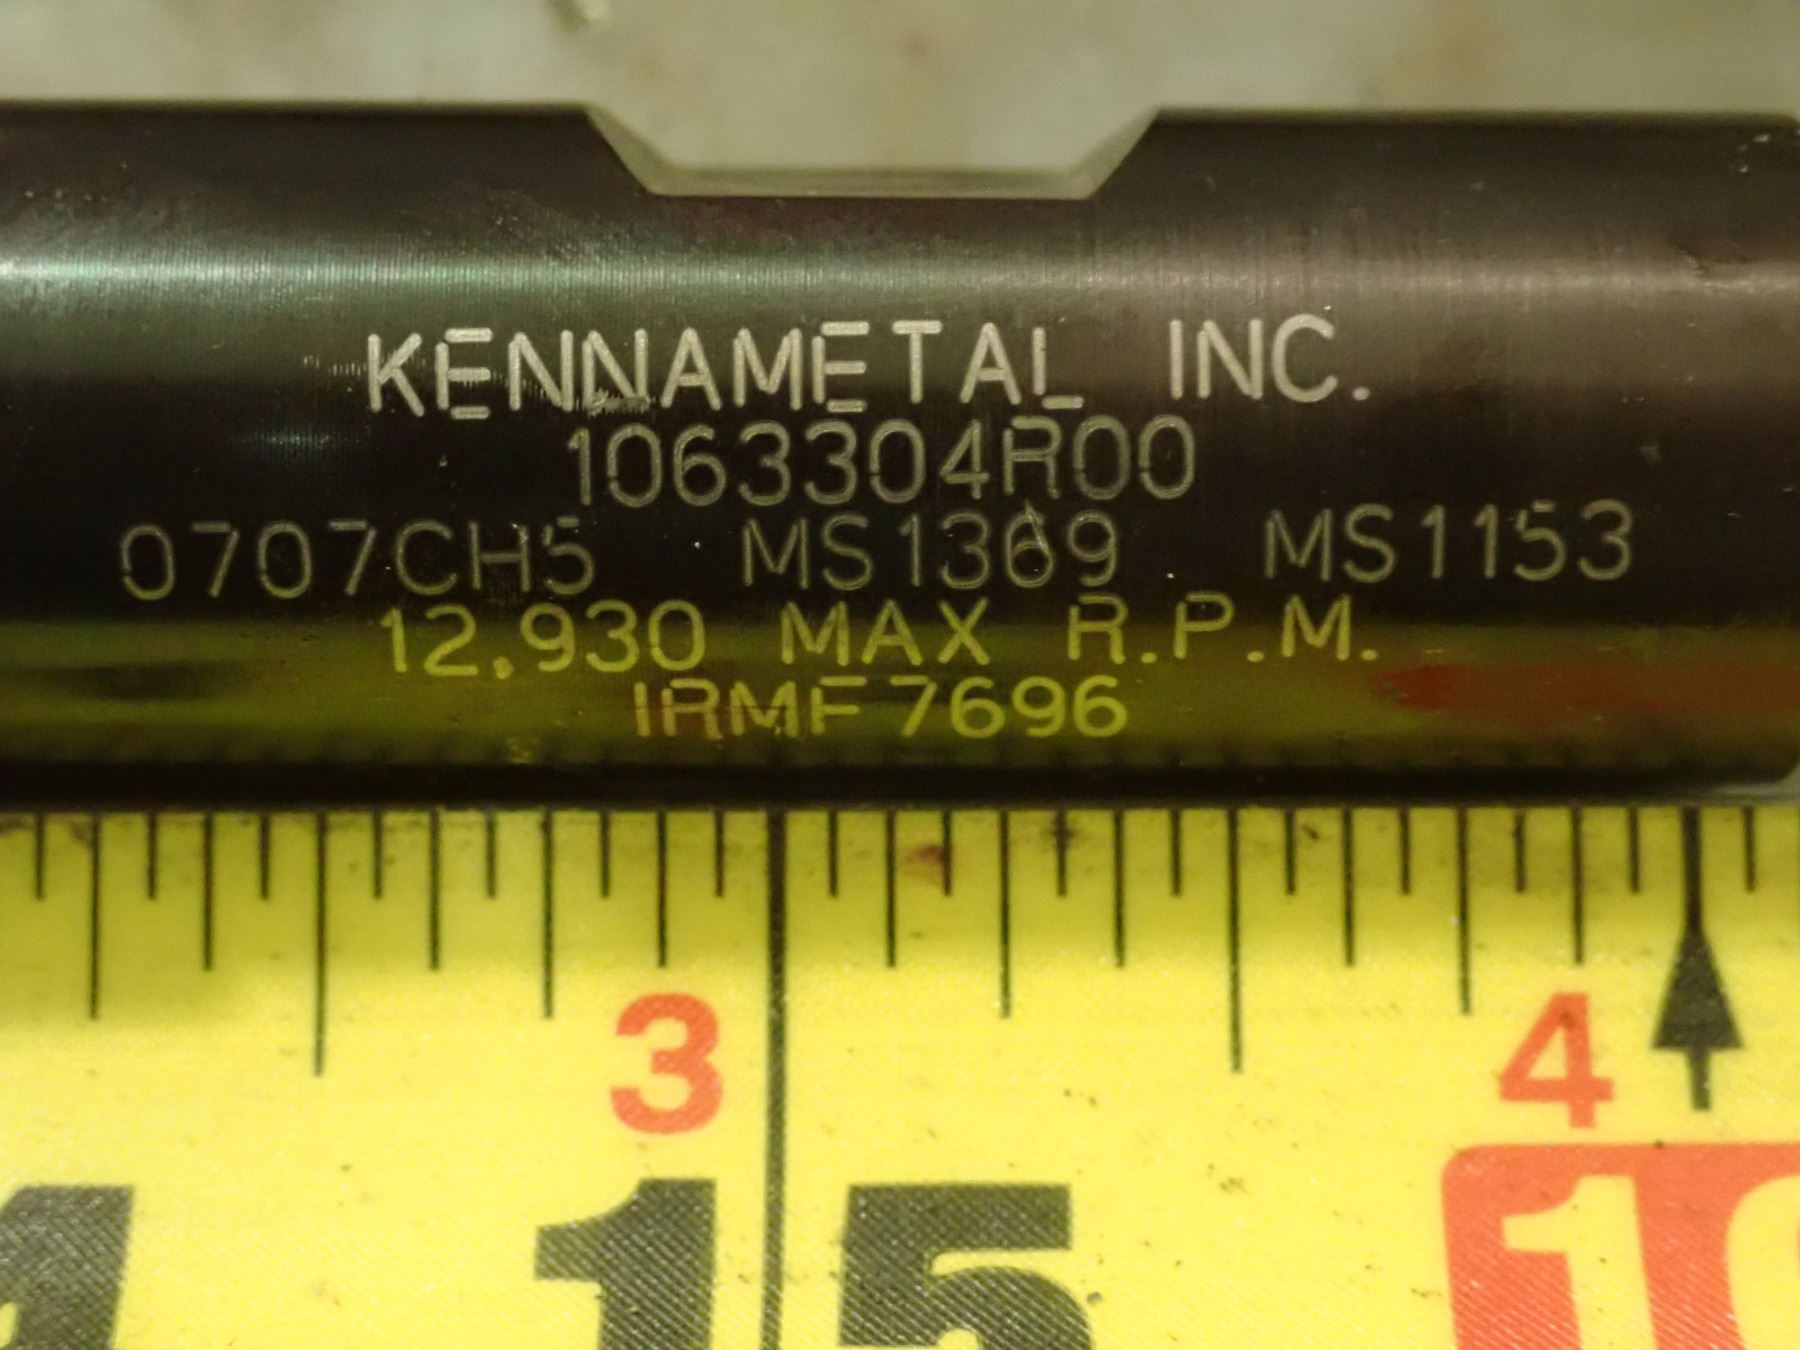 KENNAMETAL INC.
1063304R00
0707CH5 MS1369 MS1153
12,930 MAX R.P.M.
IRMF7696
3 4
15